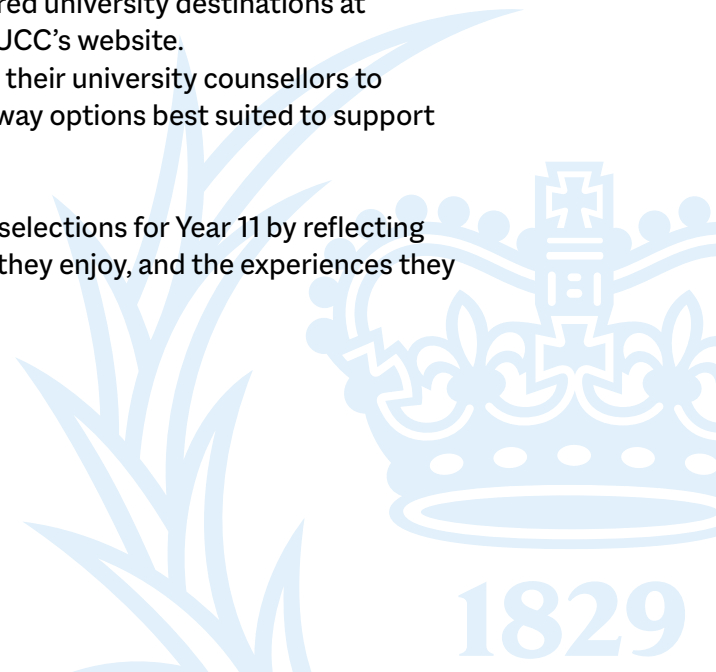 red university destinations at
UCC’s website.
their university counsellors to
way options best suited to support
selections for Year 11 by reflecting
they enjoy, and the experiences they
1829